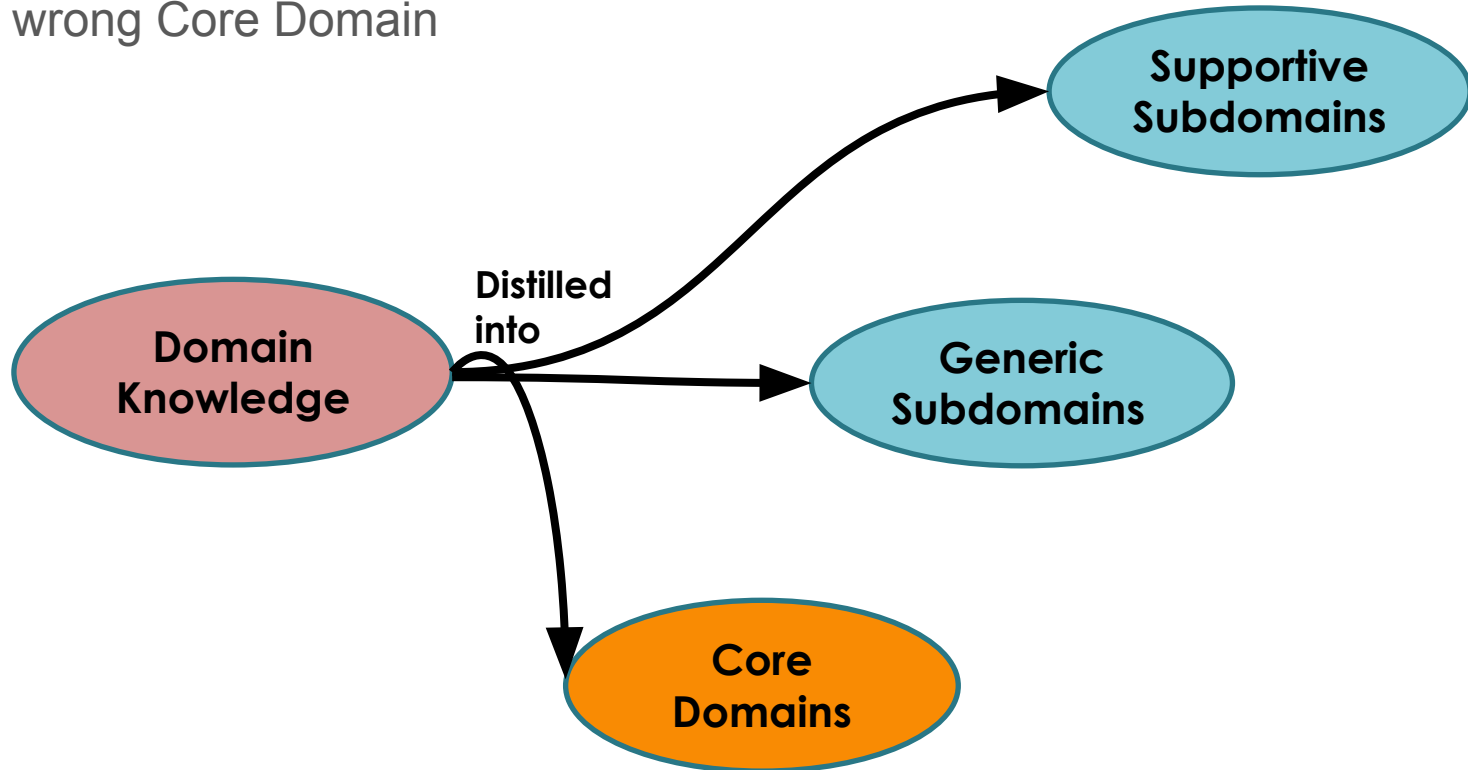 wrong Core Domain
Supportive
Subdomains
Distilled
into
Domain
Knowledge
Generic
Subdomains
Core
Domains